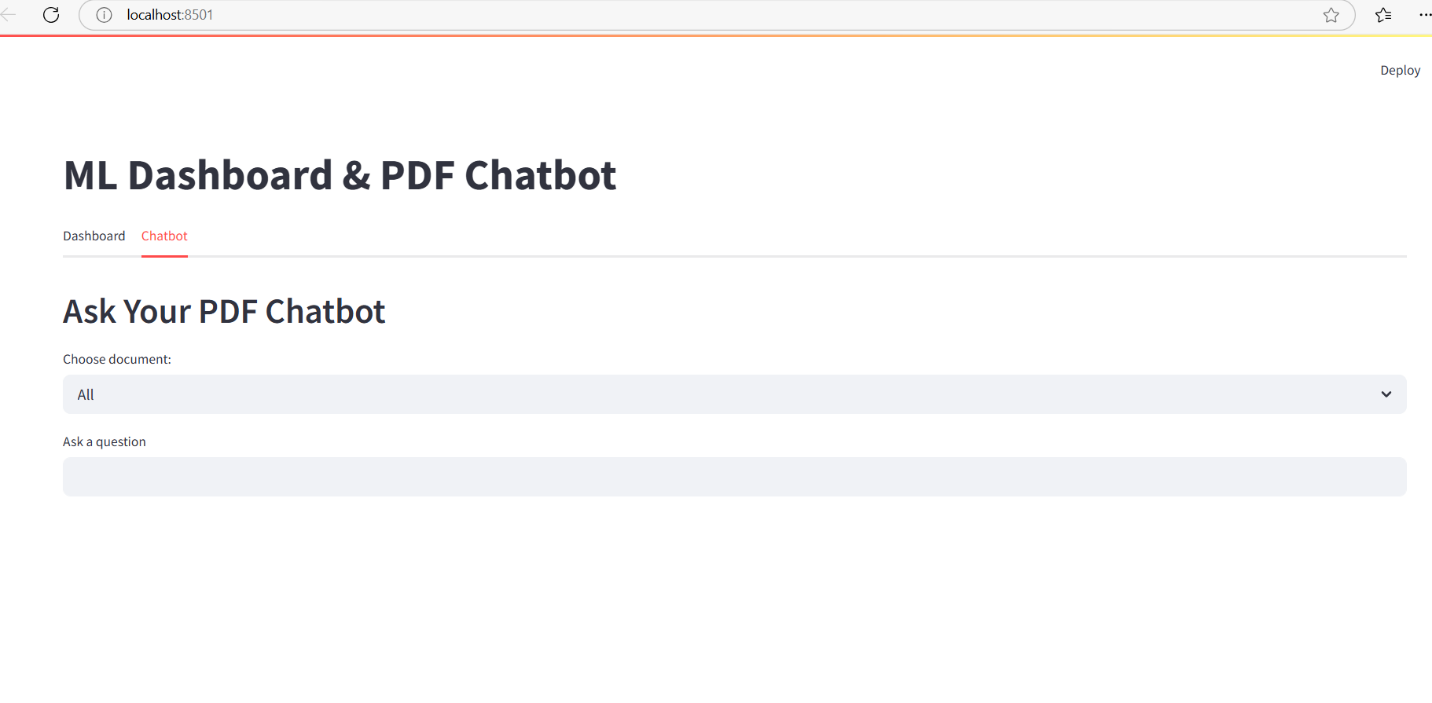 localhost:8501
Deploy
ML Dashboard & PDF Chatbot
Dashboard Chatbot
Ask Your PDF Chatbot
Choose document:
All
Ask a question